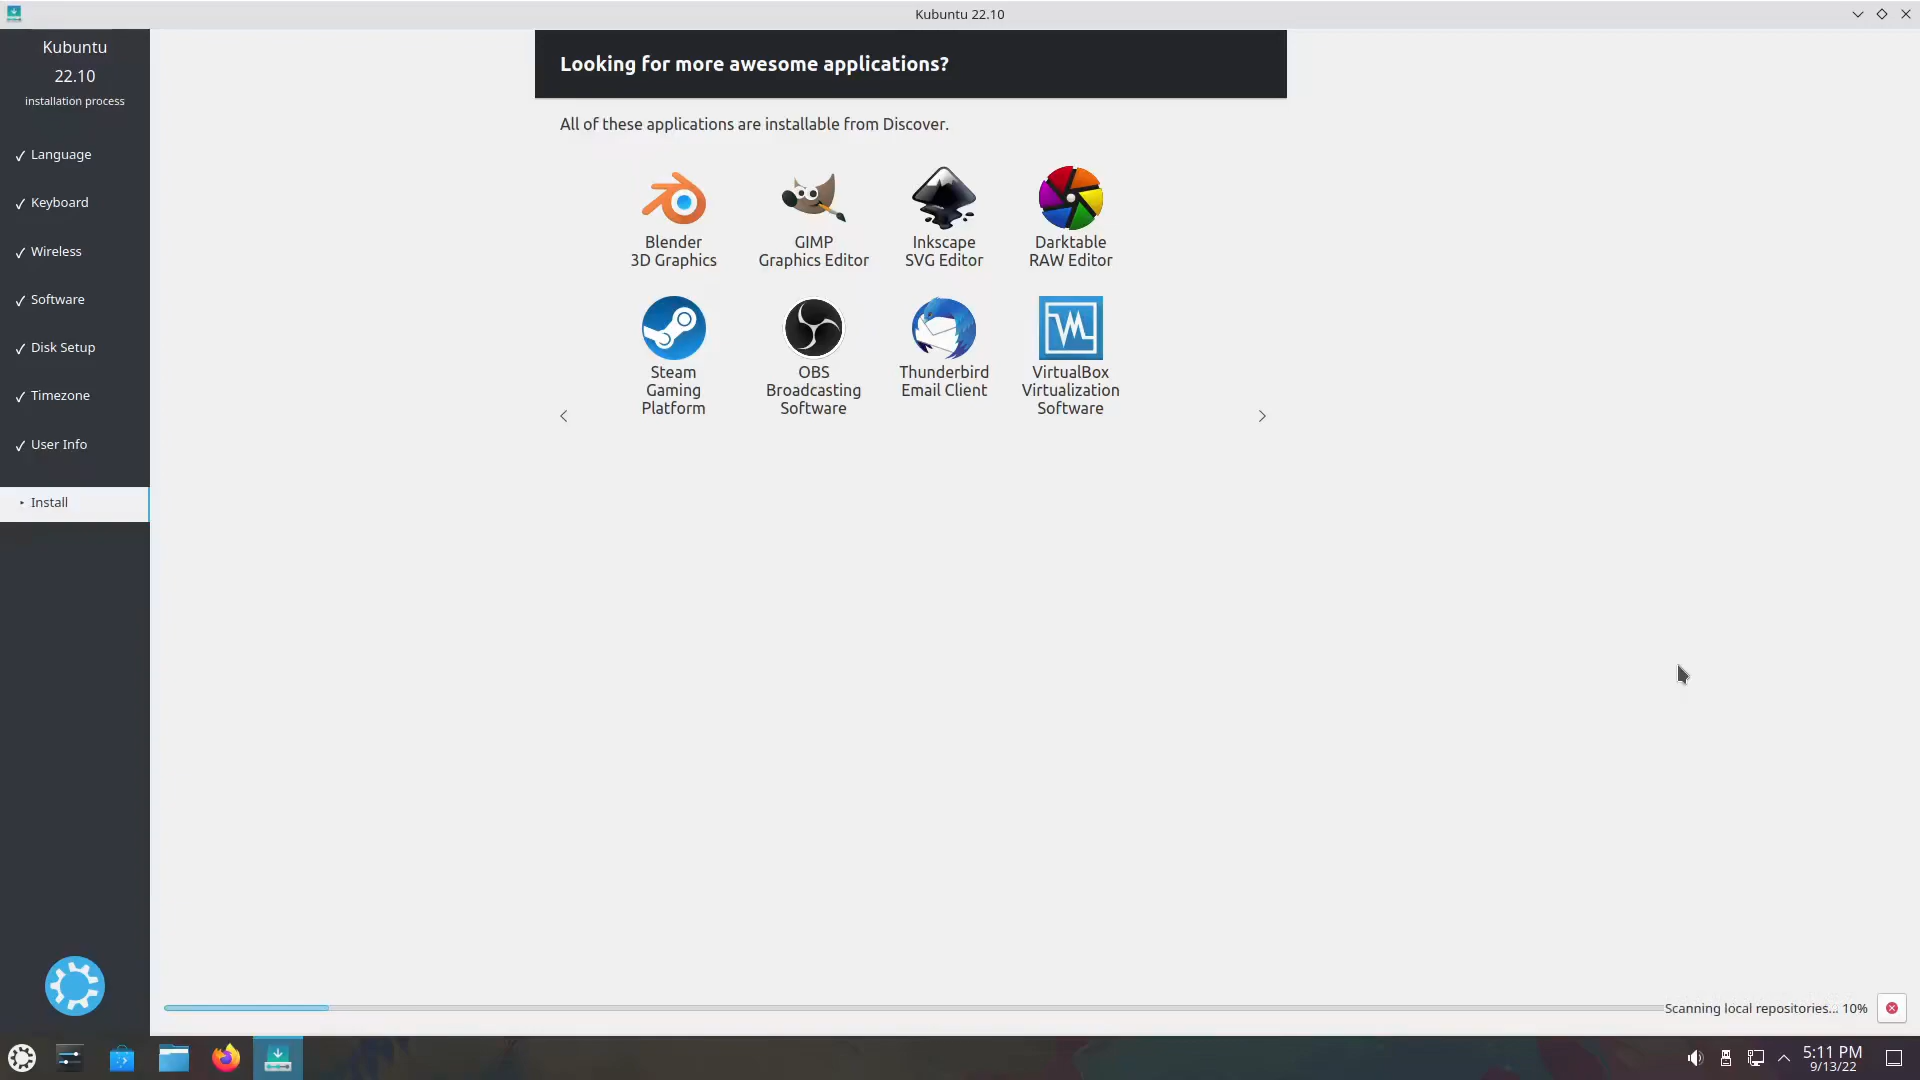 Kubuntu 22.10
Kubuntu
22.10
installation process
Language
Keyboard
Wireless
Software
Disk Setup
Timezone
User Info
Install
Looking for more awesome applications?
All of these applications are installable from Discover.
Blender
3D Graphics
GIMP
Graphics Editor
Inkscape
SVG Editor
Darktable
RAW Editor
Steam
Gaming
Platform
OBS
Broadcasting
Software
Thunderbird
Email Client
VirtualBox
Virtualization
Software
Scanning local repositories... 10%
5:11 PM
9/13/22